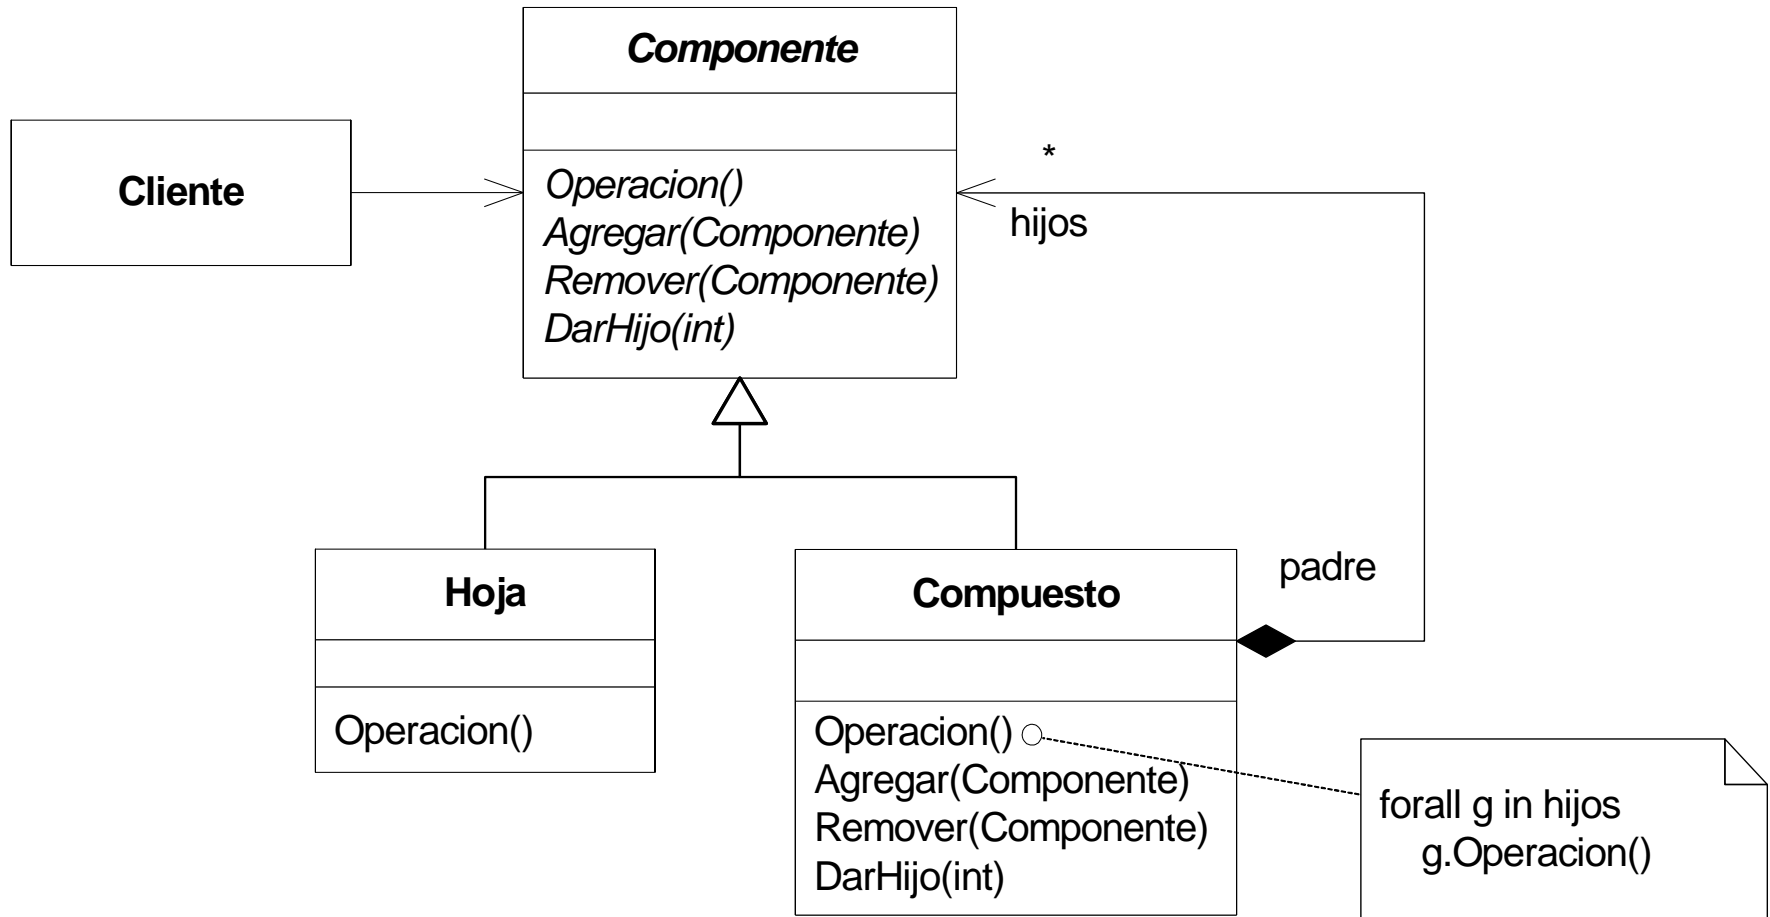 Componente
Cliente
Operacion()
Agregar(Componente)
Remover(Componente)
DarHijo(int)
*
hijos
Hoja
Operacion()
Compuesto
padre
Operacion()
Agregar(Componente)
Remover(Componente)
DarHijo(int)
forall g in hijos
g.Operacion()